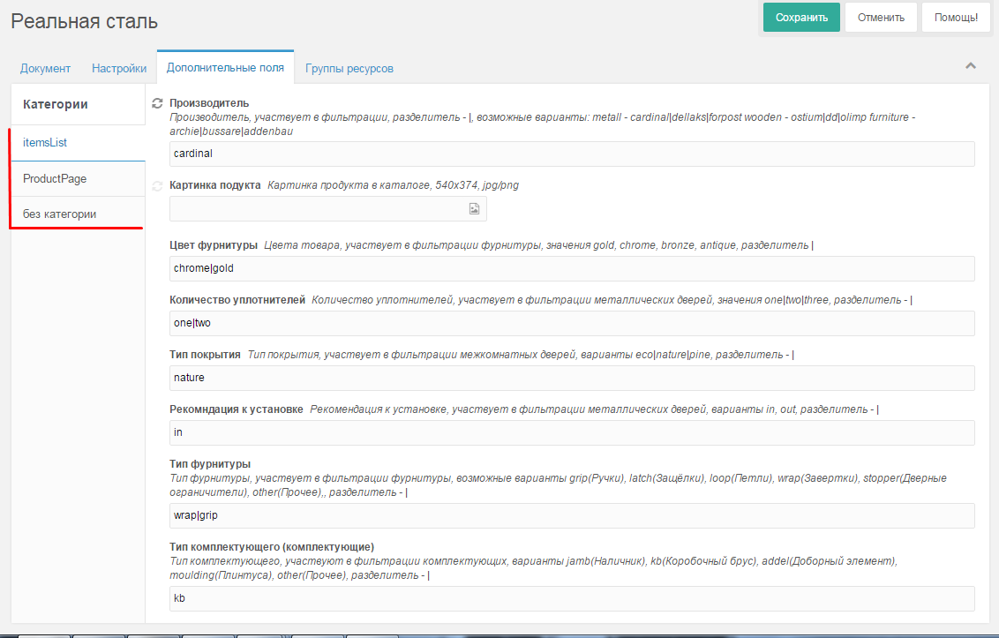 Реальная сталь
Сохранить
Отменить
Помощь!
Документ
Настройки
Дополнительные поля
Группы ресурсов
Категории
itemsList
ProductPage
без категории
Производитель
Производитель, участвует в фильтрации, разделитель - |, возможные варианты: metall - cardinal|dellaks|forpost wooden - ostium|dd|olimp furniture -
archie|bussare|addenbau
cardinal
Картинка подукта Картинка продукта в каталоге, 540x374, jpg/png
Цвет фурнитуры Цвета товара, участвует в фильтрации фурнитуры, значения gold, chrome, bronze, antique, разделитель |
chrome|gold
Количество уплотнителей Количество уплотнителей, участвует в фильтрации металлических дверей, значения one|two|three, разделитель - |
one|two
Тип покрытия Тип покрытия, участвует в фильтрации межкомнатных дверей, варианты eco|nature|pine, разделитель - |
nature
Рекомндация к установке Рекомендация к установке, участвует в фильтрации металлических дверей, варианты in, out, разделитель - |
in
Тип фурнитуры
Тип фурнитуры, участвует в фильтрации фурнитуры, возможные варианты grip(Ручки), latch(Защёлки), loop(Петли), wrap(Завертки), stopper(Дверные
ограничители), other(Прочее),, разделитель - |
wrap|grip
Тип комплектующего (комплектующие)
Тип комплектующего, участвуют в фильтрации комплектующих, варианты jamb(Наличник), kb(Коробочный брус), addel(Доборный элемент),
moulding(Плинтуса), other(Прочее), разделитель - |
kb